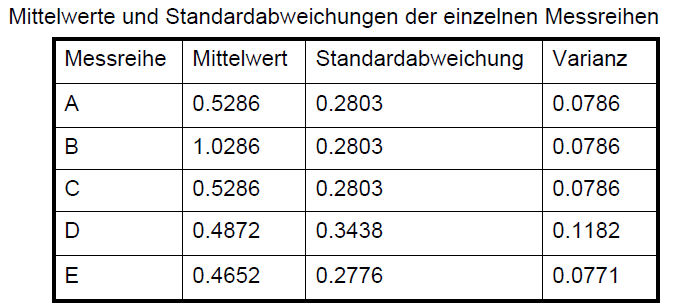 Mittelwerte und Standardabweichungen der einzelnen Messreihen
Messreihe Mittelwert Standardabweichung Varianz
A 0.5286 0.2803 0.0786
B 1.0286 0.2803 0.0786
C 0.5286 0.2803 0.0786
D 0.4872 0.3438 0.1182
E 0.4652 0.2776 0.0771